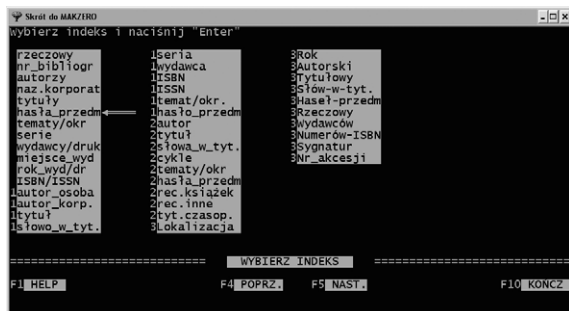 Skrót do MAKZERO
Wybierz indeks i naciśnij "Enter"
rzeczowy 1seria 3Rok
nr_bibliogr 1wydawca 3Autorski
autorzy 1ISBN 3Tytułowy
naz.korporat 1ISSN 3Słów-w-tyt.
tytuły 1temat/okr. 3Haseł-przedm
hasła_przedm 1hasło_przedm 3Rzeczowy
tematy/okr 2autor 3Wydawców
serie 2tytuł 3Numerów-ISBN
wydawcy/druk 2słowa_w_tyt. 3Sygnatur
miejsce_wyd 2cykle 3Nr_akcesji
rok_wyd/dr 2tematy/okr
ISBN/ISSN 2hasła_przedm
1autor_osoba 2rec.książek
1autor_korp. 2rec.inne
1tytuł 2tyt.czasop.
1słowo_w_tyt. 3Lokalizacja
WYBIERZ INDEKS
F1 HELP F4 POPRZ. F5 NAST. F10 KOŃCZ